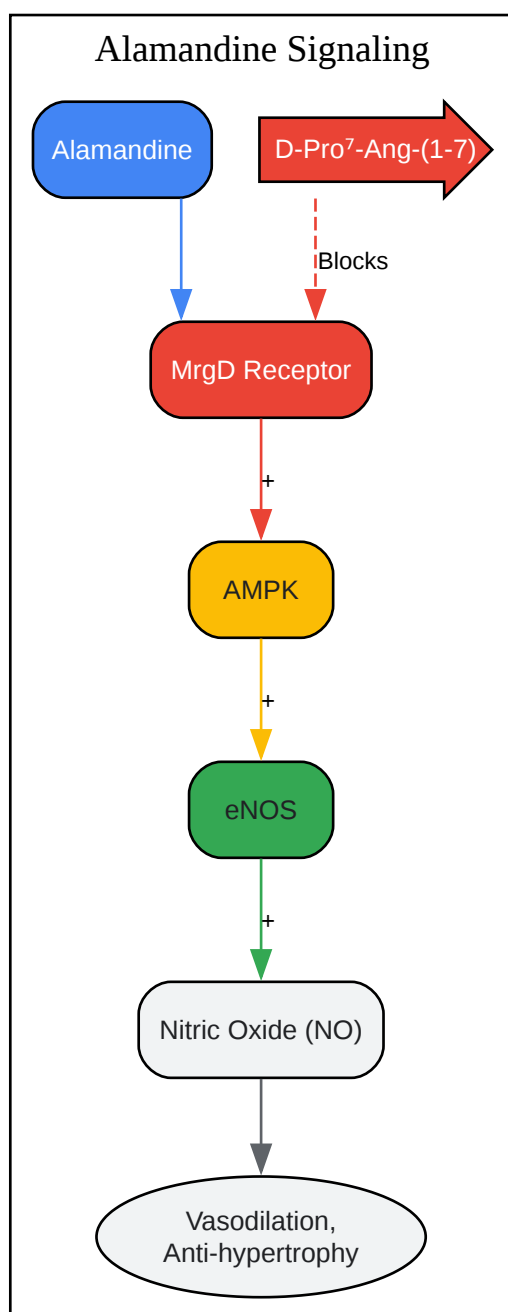 Alamandine Signaling
Alamandine
D-Pro⁷-Ang-(1-7)
Blocks
MrgD Receptor
+
AMPK
+
eNOS
+
Nitric Oxide (NO)
Vasodilation,
Anti-hypertrophy